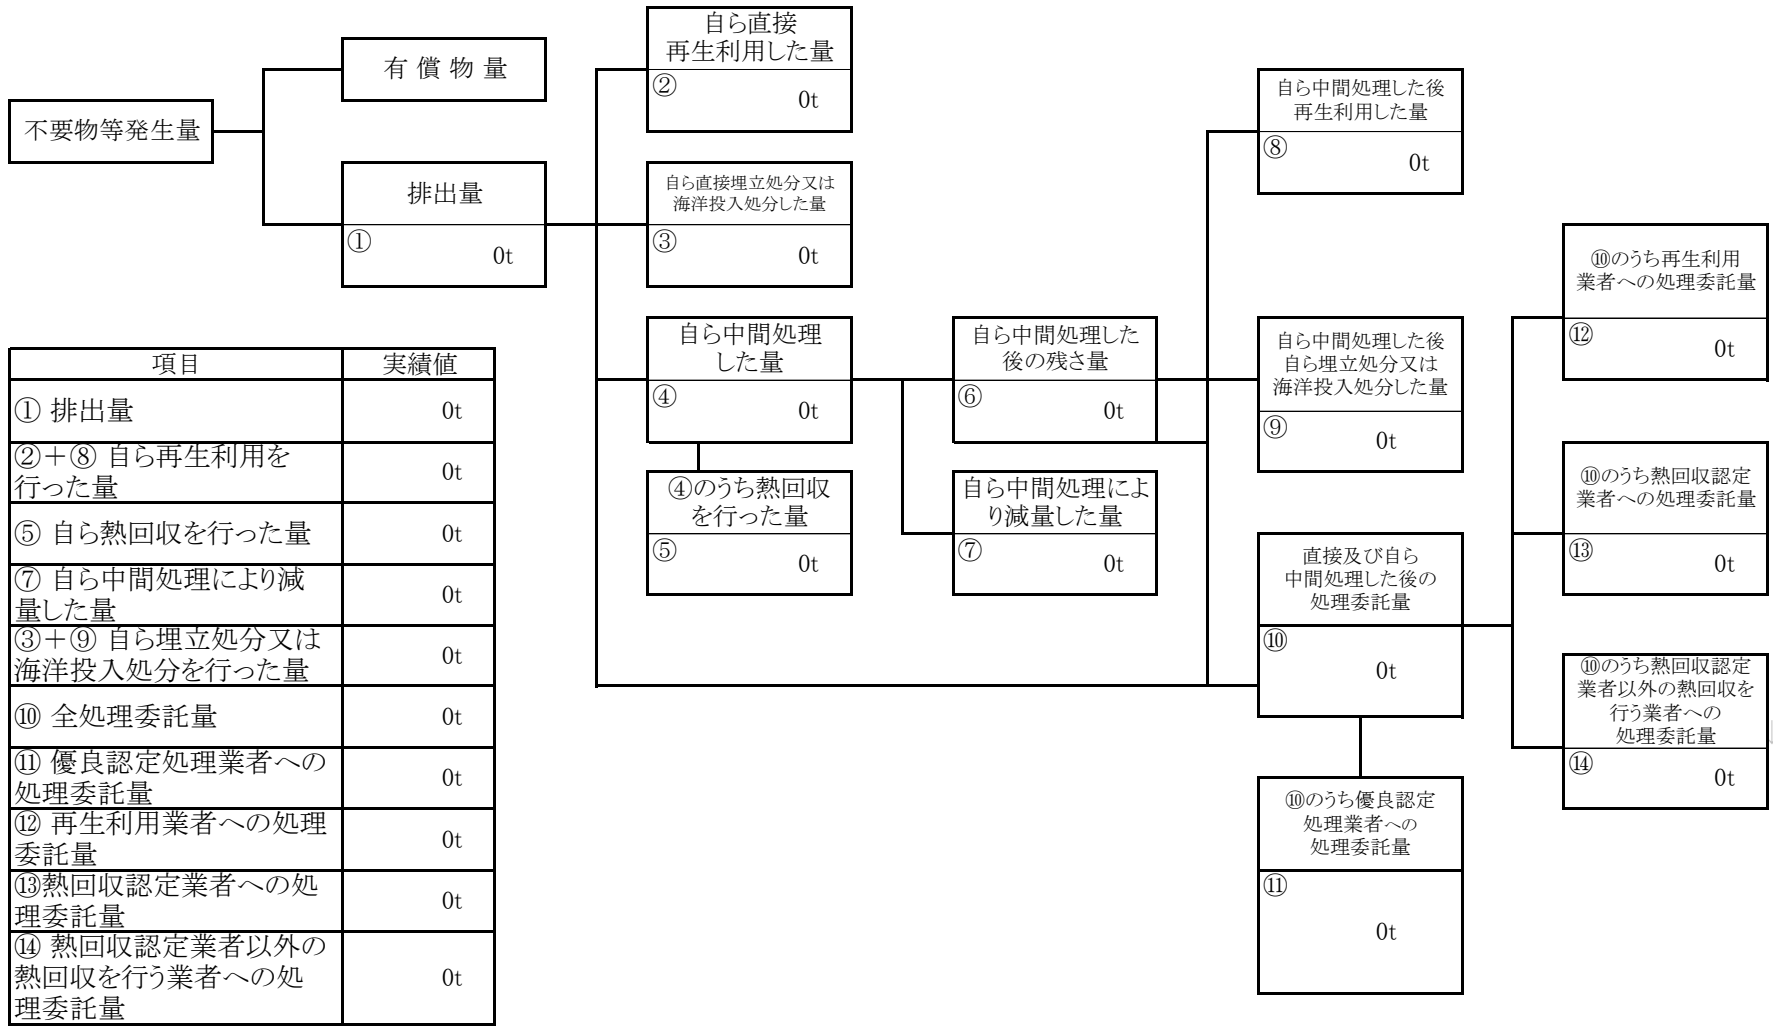 不要物等発生量
有 償 物 量
排出量
①
0t
自ら直接
再生利用した量
②
0t
自ら直接埋立処分又は
海洋投入処分した量
③
0t
自ら中間処理
した量
④
0t
④のうち熱回収
を行った量
⑤
0t
自ら中間処理した
後の残さ量
⑥
0t
自ら中間処理によ
り減量した量
⑦
0t
自ら中間処理した後
再生利用した量
⑧
0t
自ら中間処理した後
自ら埋立処分又は
海洋投入処分した量
⑨
0t
直接及び自ら
中間処理した後の
処理委託量
⑩
0t
⑩のうち優良認定
処理業者への
処理委託量
⑪
0t
⑩のうち再生利用
業者への処理委託量
⑫
0t
⑩のうち熱回収認定
業者への処理委託量
⑬
0t
⑩のうち熱回収認定
業者以外の熱回収を
行う業者への
処理委託量
⑭
0t
項目 実績値
① 排出量 0t
②＋⑧ 自ら再生利用を
行った量 0t
⑤ 自ら熱回収を行った量 0t
⑦ 自ら中間処理により減
量した量 0t
③＋⑨ 自ら埋立処分又は
海洋投入処分を行った量 0t
⑩ 全処理委託量 0t
⑪ 優良認定処理業者への
処理委託量 0t
⑫ 再生利用業者への処理
委託量 0t
⑬熱回収認定業者への処
理委託量 0t
⑭ 熱回収認定業者以外の
熱回収を行う業者への処
理委託量 0t